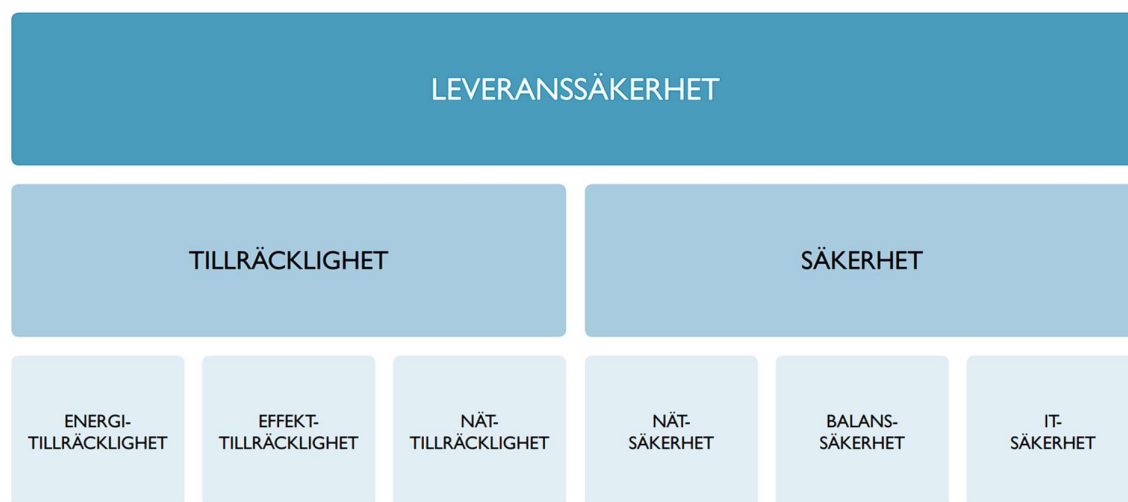 LEVERANSSÄKERHET
TILLRÄCKLIGHET
SÄKERHET
ENERGI-
TILLRÄCKLIGHET
EFFEKT-
TILLRÄCKLIGHET
NÄT-
TILLRÄCKLIGHET
NÄT-
SÄKERHET
BALANS-
SÄKERHET
IT-
SÄKERHET